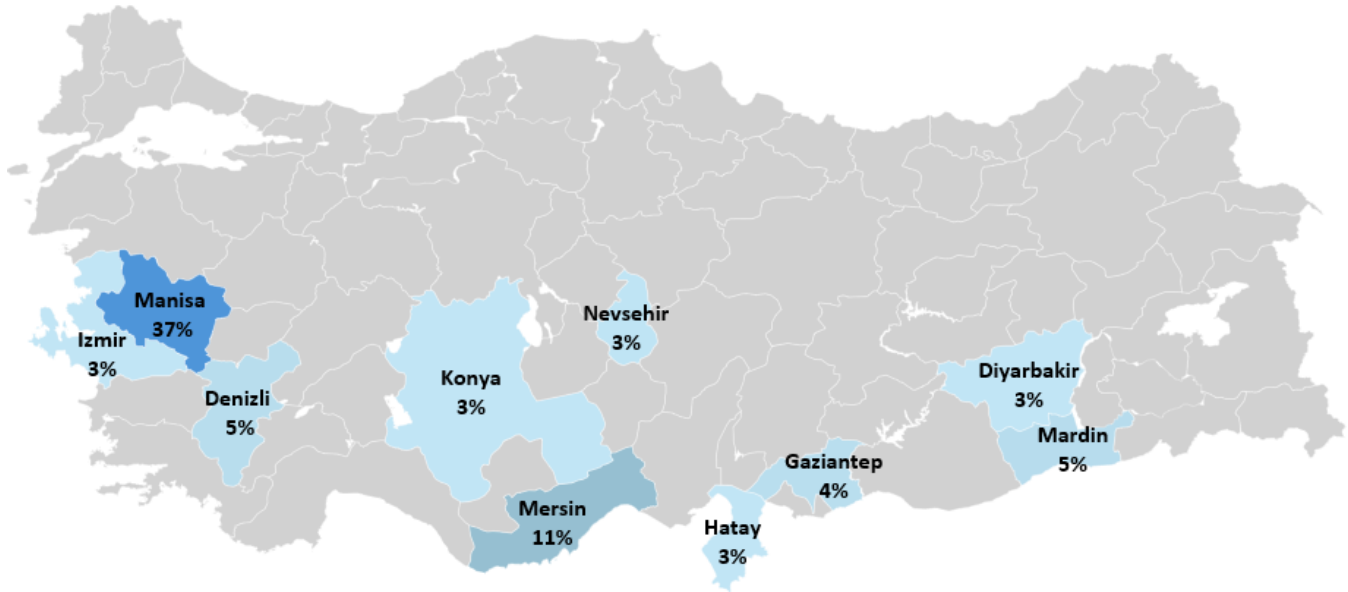 Manisa
37%
Izmir
3%
Denizli
5%
Konya
3%
Nevsehir
3%
Mersin
11%
Hatay
3%
Gaziantep
4%
Diyarbakir
3%
Mardin
5%